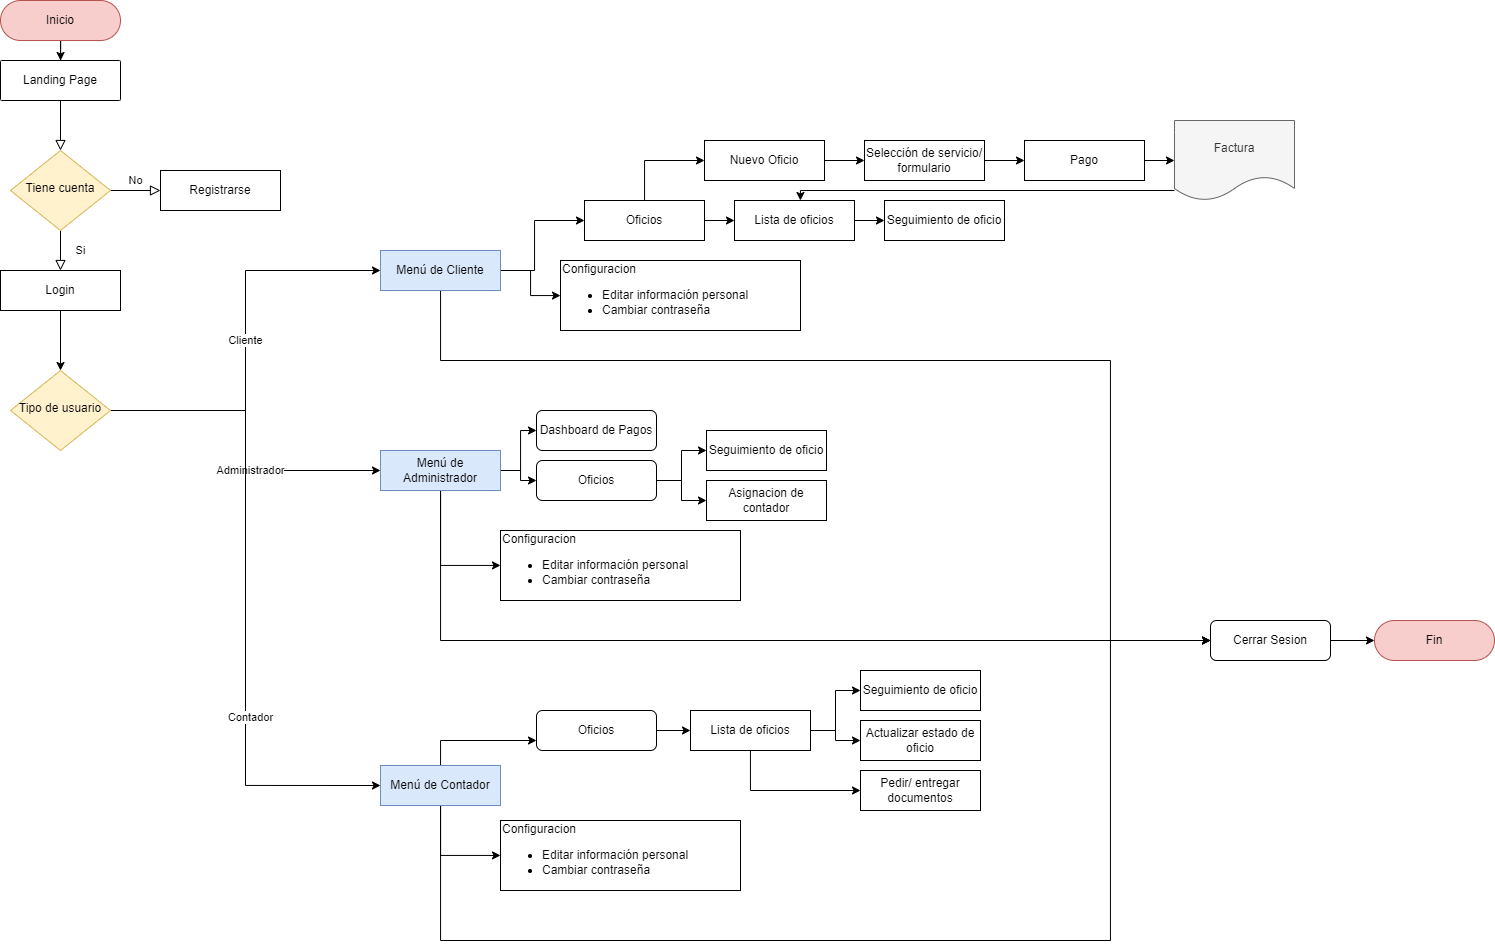 Inicio
Landing Page
Tiene cuenta
No
Registrarse
Si
Login
Tipo de usuario
Cliente
Administrador
Contador
Menú de Cliente
Oficios
Nuevo Oficio
Selección de servicio/
formulario
Pago
Factura
Lista de oficios
Seguimiento de oficio
Configuracion
• Editar información personal
• Cambiar contraseña
Menú de
Administrador
Dashboard de Pagos
Oficios
Seguimiento de oficio
Asignacion de
contador
Configuracion
• Editar información personal
• Cambiar contraseña
Cerrar Sesion
Fin
Menú de Contador
Oficios
Lista de oficios
Seguimiento de oficio
Actualizar estado de
oficio
Pedir/ entregar
documentos
Configuracion
• Editar información personal
• Cambiar contraseña